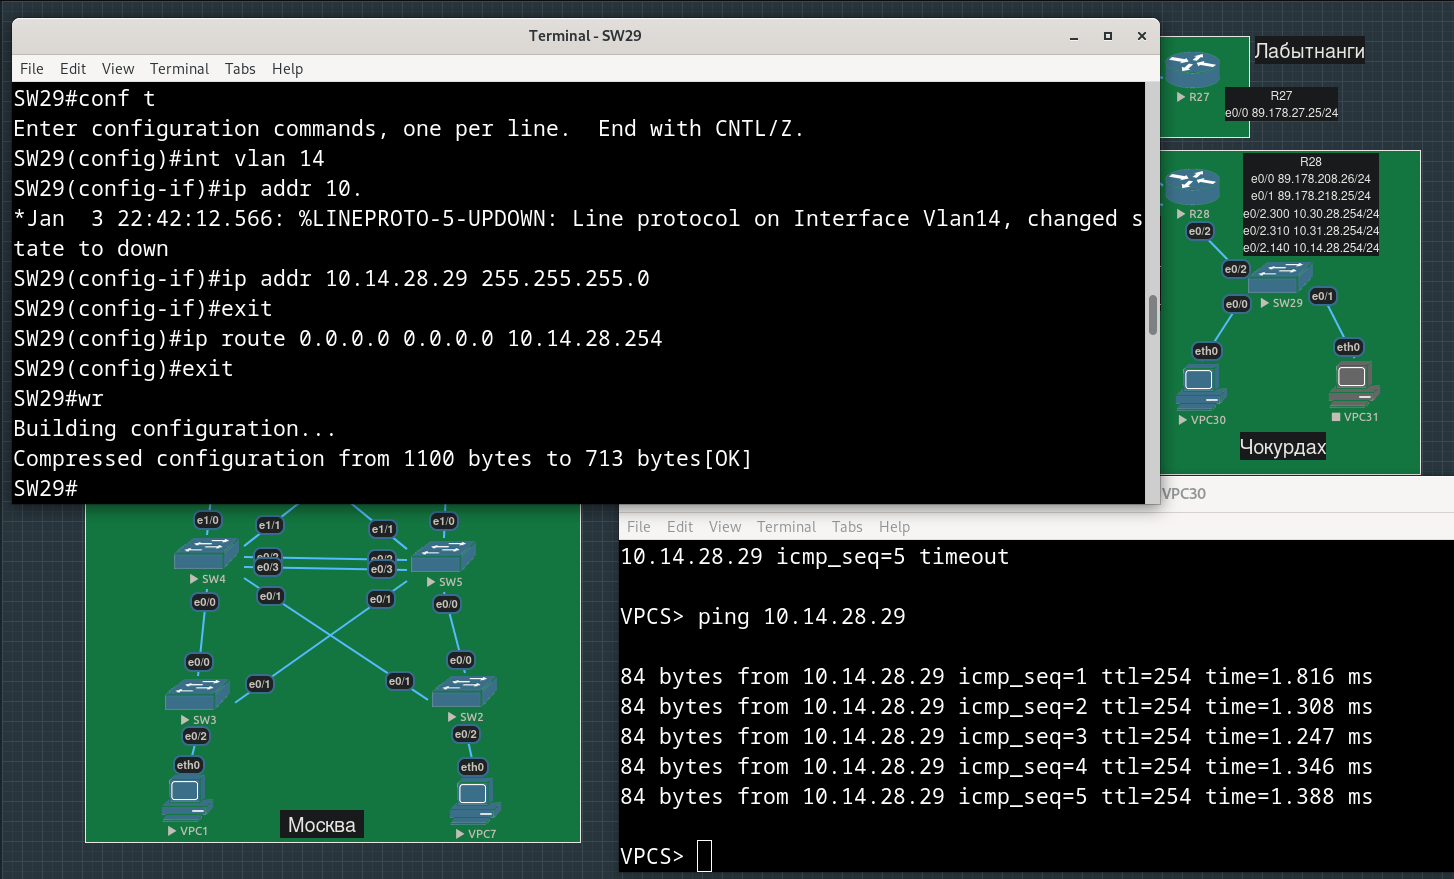 Terminal - SW29
File Edit View Terminal Tabs Help
SW29#conf t
Enter configuration commands, one per line.  End with CNTL/Z.
SW29(config)#int vlan 14
SW29(config-if)#ip addr 10.
*Jan  3 22:42:12.566: %LINEPROTO-5-UPDOWN: Line protocol on Interface Vlan14, changed s
tate to down
SW29(config-if)#ip addr 10.14.28.29 255.255.255.0
SW29(config-if)#exit
SW29(config)#ip route 0.0.0.0 0.0.0.0 10.14.28.254
SW29(config)#exit
SW29#wr
Building configuration...
Compressed configuration from 1100 bytes to 713 bytes[OK]
SW29#
Лабытнанги
R27
R27
e0/0 89.178.27.25/24
R28
e0/0 89.178.208.26/24
e0/1 89.178.218.25/24
e0/2.300 10.30.28.254/24
e0/2.310 10.31.28.254/24
e0/2.140 10.14.28.254/24
R28
e0/2
e0/2
SW29
e0/0
e0/1
eth0
eth0
VPC30
VPC31
Чокурдах
VPC30
File Edit View Terminal Tabs Help
10.14.28.29 icmp_seq=5 timeout
VPCS> ping 10.14.28.29
84 bytes from 10.14.28.29 icmp_seq=1 ttl=254 time=1.816 ms
84 bytes from 10.14.28.29 icmp_seq=2 ttl=254 time=1.308 ms
84 bytes from 10.14.28.29 icmp_seq=3 ttl=254 time=1.247 ms
84 bytes from 10.14.28.29 icmp_seq=4 ttl=254 time=1.346 ms
84 bytes from 10.14.28.29 icmp_seq=5 ttl=254 time=1.388 ms
VPCS>
e1/0
e1/1
e1/1
e1/0
e0/2
e0/2
e0/3
e0/3
SW4
SW5
e0/0
e0/1
e0/1
e0/0
e0/0
e0/1
e0/1
e0/0
SW3
SW2
e0/2
e0/2
eth0
eth0
VPC1
VPC7
Москва